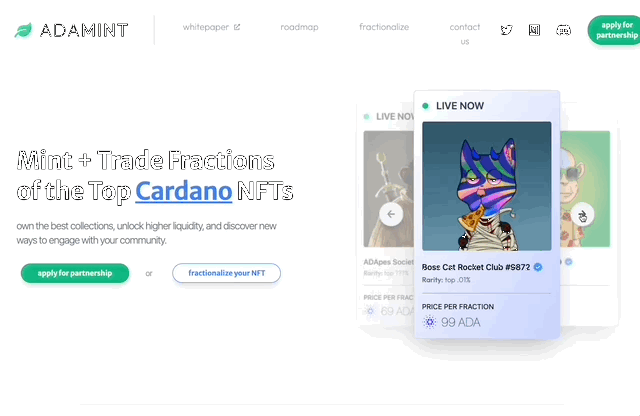 ADAMINT
whitepaper
roadmap
fractionalize
contact
us
apply for
partnership
Mint + Trade Fractions
of the Top Cardano NFTs
own the best collections, unlock higher liquidity, and discover new
ways to engage with your community.
apply for partnership
or
fractionalize your NFT
LIVE NOW
ADApes Societ
Rarity: top
PRICE PER FRAC
69 ADA
LIVE NOW
Boss Cat Rocket Club #5872
Rarity: top .01%
PRICE PER FRACTION
99 ADA